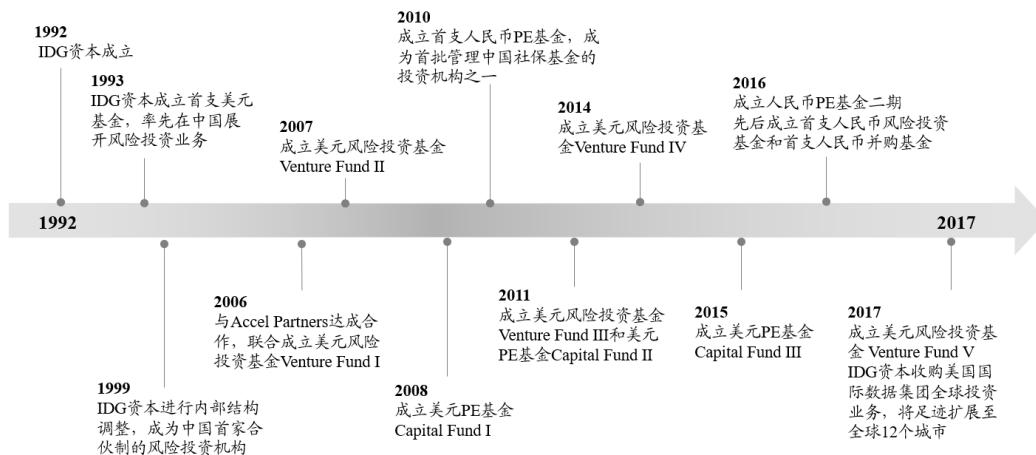 1992
IDG资本成立
1993
IDG资本成立首支美元
基金，率先在中国展
开风险投资业务
2007
成立美元风险投资基金
Venture Fund II
2010
成立首支人民币PE基金，成
为首批管理中国社保基金的
投资机构之一
2014
成立美元风险投资基
金Venture Fund IV
2016
成立人民币PE基金二期
先后成立首支人民币风险投资
基金和首支人民币并购基金
1992
2017
1999
IDG资本进行内部结构
调整，成为中国首家合
伙制的风险投资机构
2006
与Accel Partners达成合
作，联合成立美元风险
投资基金Venture Fund I
2008
成立美元PE基金
Capital Fund I
2011
成立美元风险投资基金
Venture Fund III和美元
PE基金Capital Fund II
2015
成立美元PE基金
Capital Fund III
2017
成立美元风险投资基
金 Venture Fund V
IDG资本收购美国国
际数据集团全球投资
业务，将足迹扩展至
全球12个城市